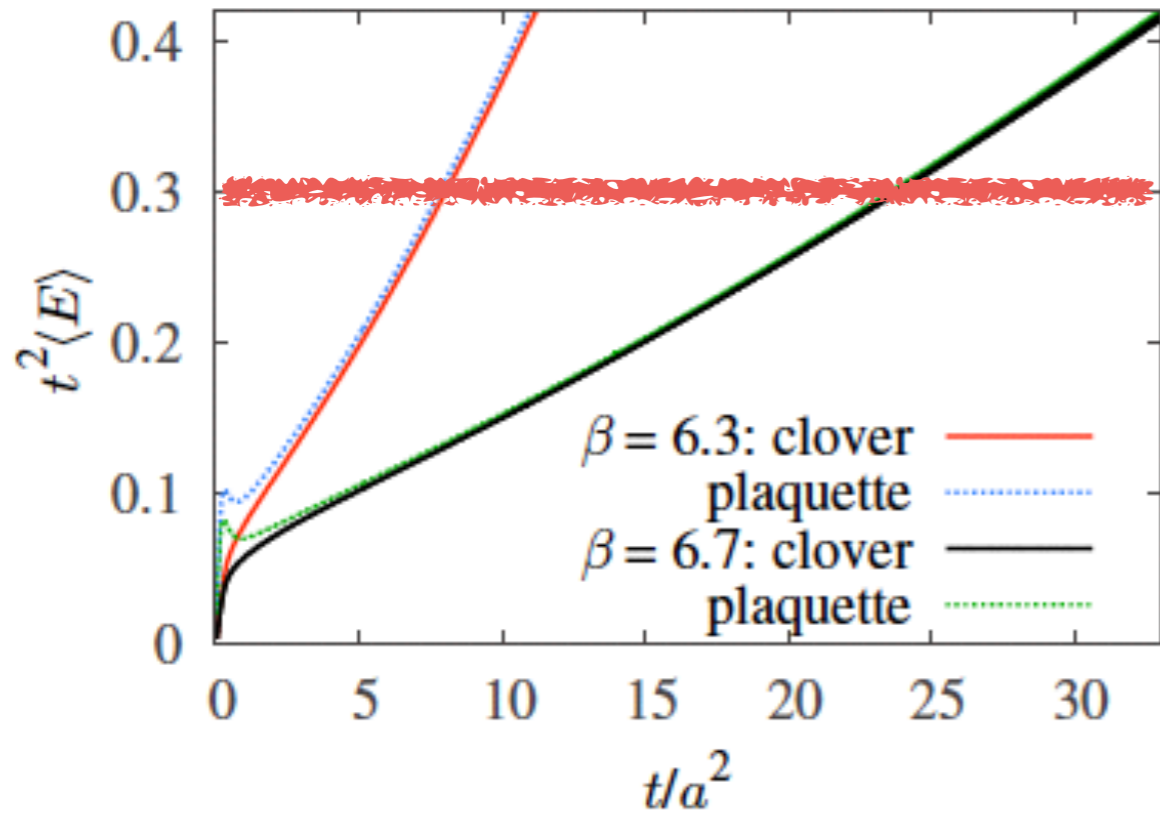 0.4
0.3
0.2
0.1
0
t²⟨E⟩
β = 6.3: clover
plaquette
β = 6.7: clover
plaquette
0 5 10 15 20 25 30
t/a²